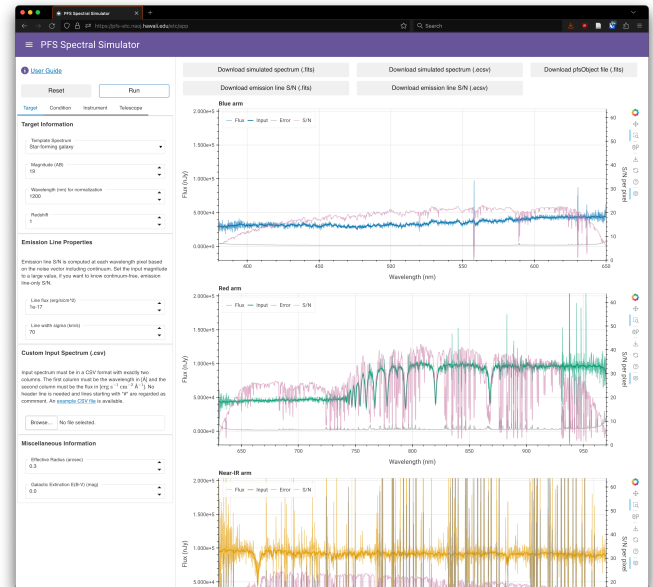 PFS Spectral Simulator
Search
PFS Spectral Simulator
User Guide
Reset
Run
Target
Condition
Instrument
Telescope
Target Information
Template Spectrum
Star-forming galaxy
Magnitude (AB)
19
Wavelength (nm) for normalization
1200
Redshift
1
Emission Line Properties
Emission line S/N is computed at each wavelength pixel based
on the noise vector including continuum. Set the input magnitude
to a large value, if you want to know continuum-free, emission
line-only S/N.
Line flux (erg/s/cm^2)
1e-17
Line width sigma (km/s)
70
Custom Input Spectrum (.csv)
Input spectrum must be in a CSV format with exactly two
columns. The first column must be the wavelength in [Å] and the
second column must be the flux in [erg s⁻¹ cm⁻² Å⁻¹]. No
header line is needed and lines starting with "#" are regarded as
comment. An example CSV file is available.
Browse... No file selected.
Miscellaneous Information
Effective Radius (arcsec)
0.3
Galactic Extinction E(B-V) (mag)
0.0
Download simulated spectrum (.fits)
Download simulated spectrum (.ecsv)
Download pfsObject file (.fits)
Download emission line S/N (.fits)
Download emission line S/N (.ecsv)
Blue arm
Flux Input Error S/N
2.000e+5
1.500e+5
1.000e+5
5.000e+4
0.000e+0
Flux (nJy)
60
50
40
30
20
10
0
S/N per pixel
400 450 500 550 600 650
Wavelength (nm)
Red arm
Flux Input Error S/N
2.000e+5
1.500e+5
1.000e+5
5.000e+4
0.000e+0
Flux (nJy)
60
50
40
30
20
10
0
S/N per pixel
650 700 750 800 850 900 950
Wavelength (nm)
Near-IR arm
Flux Input Error S/N
2.000e+5
1.500e+5
1.000e+5
5.000e+4
Flux (nJy)
60
50
40
30
20
S/N per pixel